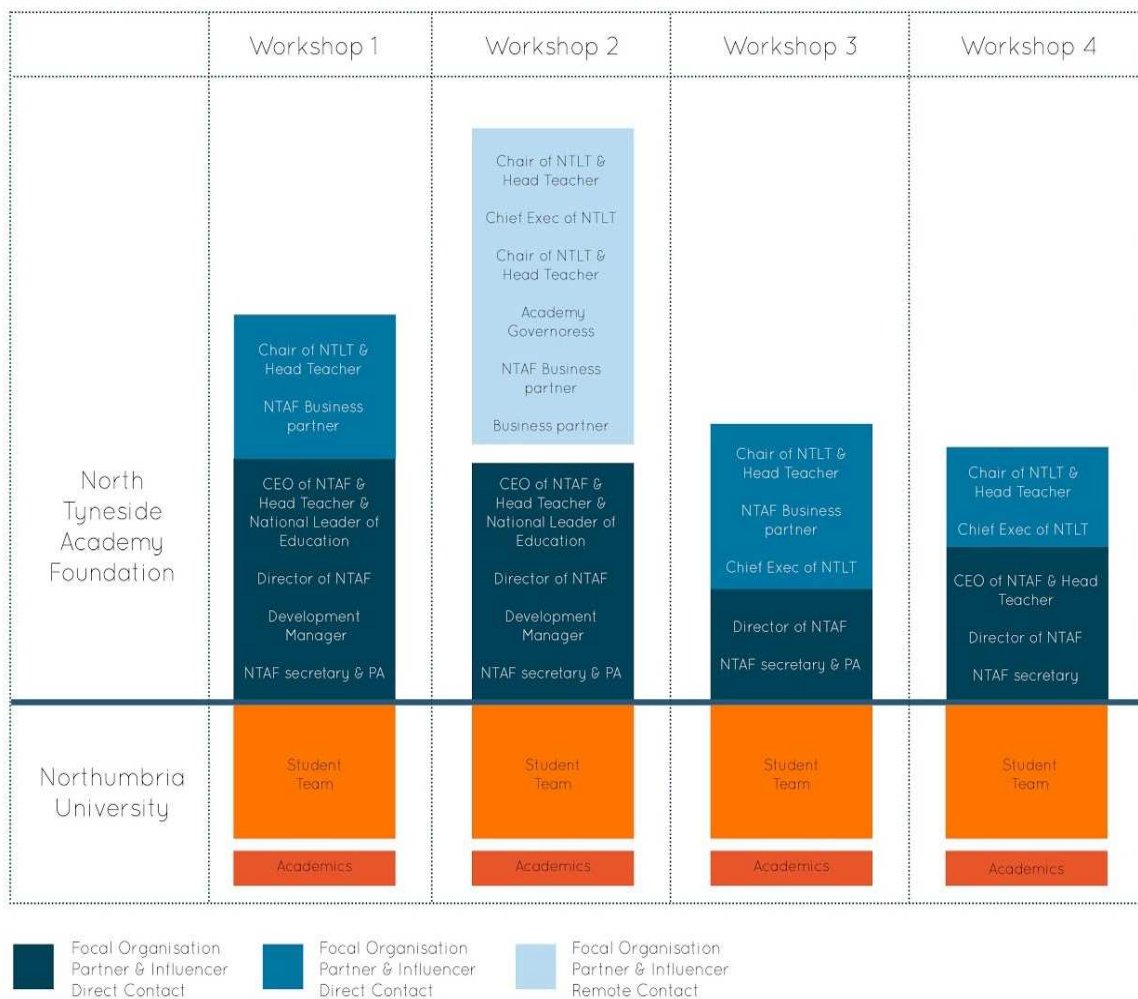 Workshop 1
Workshop 2
Workshop 3
Workshop 4
North
Tyneside
Academy
Foundation
Chair of NTLT &
Head Teacher
NTAF Business
partner
CEO of NTAF &
Head Teacher &
National Leader of
Education
Director of NTAF
Development
Manager
NTAF secretary & PA
Chair of NTLT &
Head Teacher
Chief Exec of NTLT
Chair of NTLT &
Head Teacher
Academy
Governoress
NTAF Business
partner
Business partner
CEO of NTAF &
Head Teacher &
National Leader of
Education
Director of NTAF
Development
Manager
NTAF secretary & PA
Chair of NTLT &
Head Teacher
NTAF Business
partner
Chief Exec of NTLT
Director of NTAF
NTAF secretary & PA
Chair of NTLT &
Head Teacher
Chief Exec of NTLT
CEO of NTAF & Head
Teacher
Director of NTAF
NTAF secretary
Northumbria
University
Student
Team
Academics
Student
Team
Academics
Student
Team
Academics
Student
Team
Academics
Focal Organisation
Partner & Influencer
Direct Contact
Focal Organisation
Partner & Influencer
Direct Contact
Focal Organisation
Partner & Influencer
Remote Contact